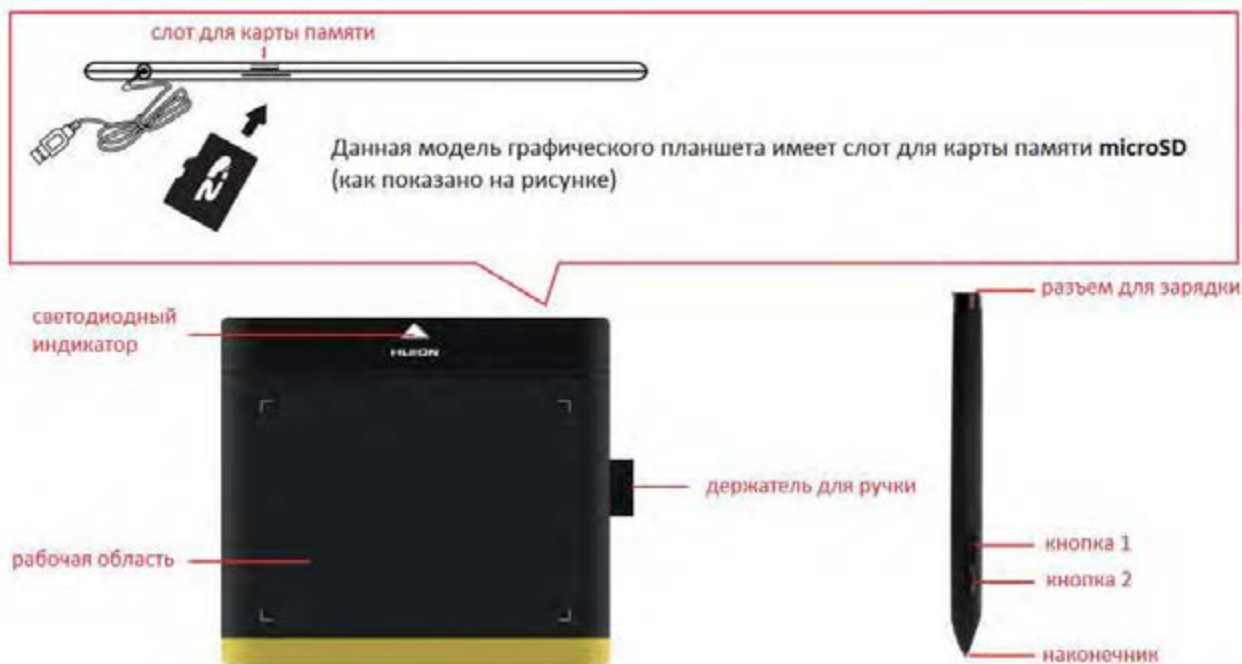 слот для карты памяти
Данная модель графического планшета имеет слот для карты памяти microSD
(как показано на рисунке)
светодиодный
индикатор
HUION
разъем для зарядки
держатель для ручки
рабочая область
кнопка 1
кнопка 2
наконечник